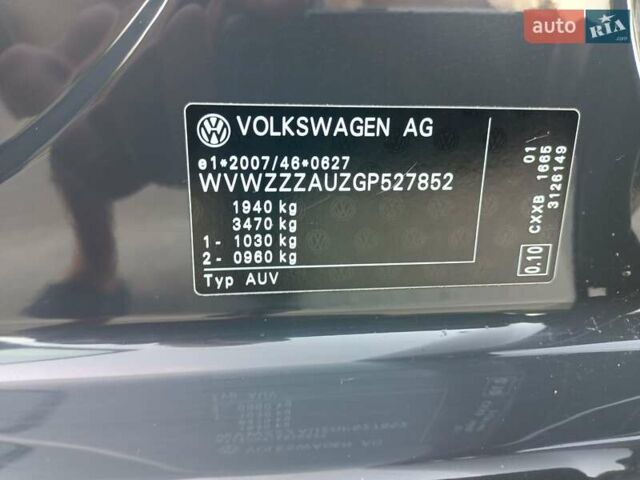 auto RIA.com
VOLKSWAGEN AG
e1*2007/46*0627
WVWZZZAUZGP527852
1940 kg
3470 kg
1 - 1030 kg
2 - 0960 kg
Typ AUV
01
0.10 CXXB 1665
3126149